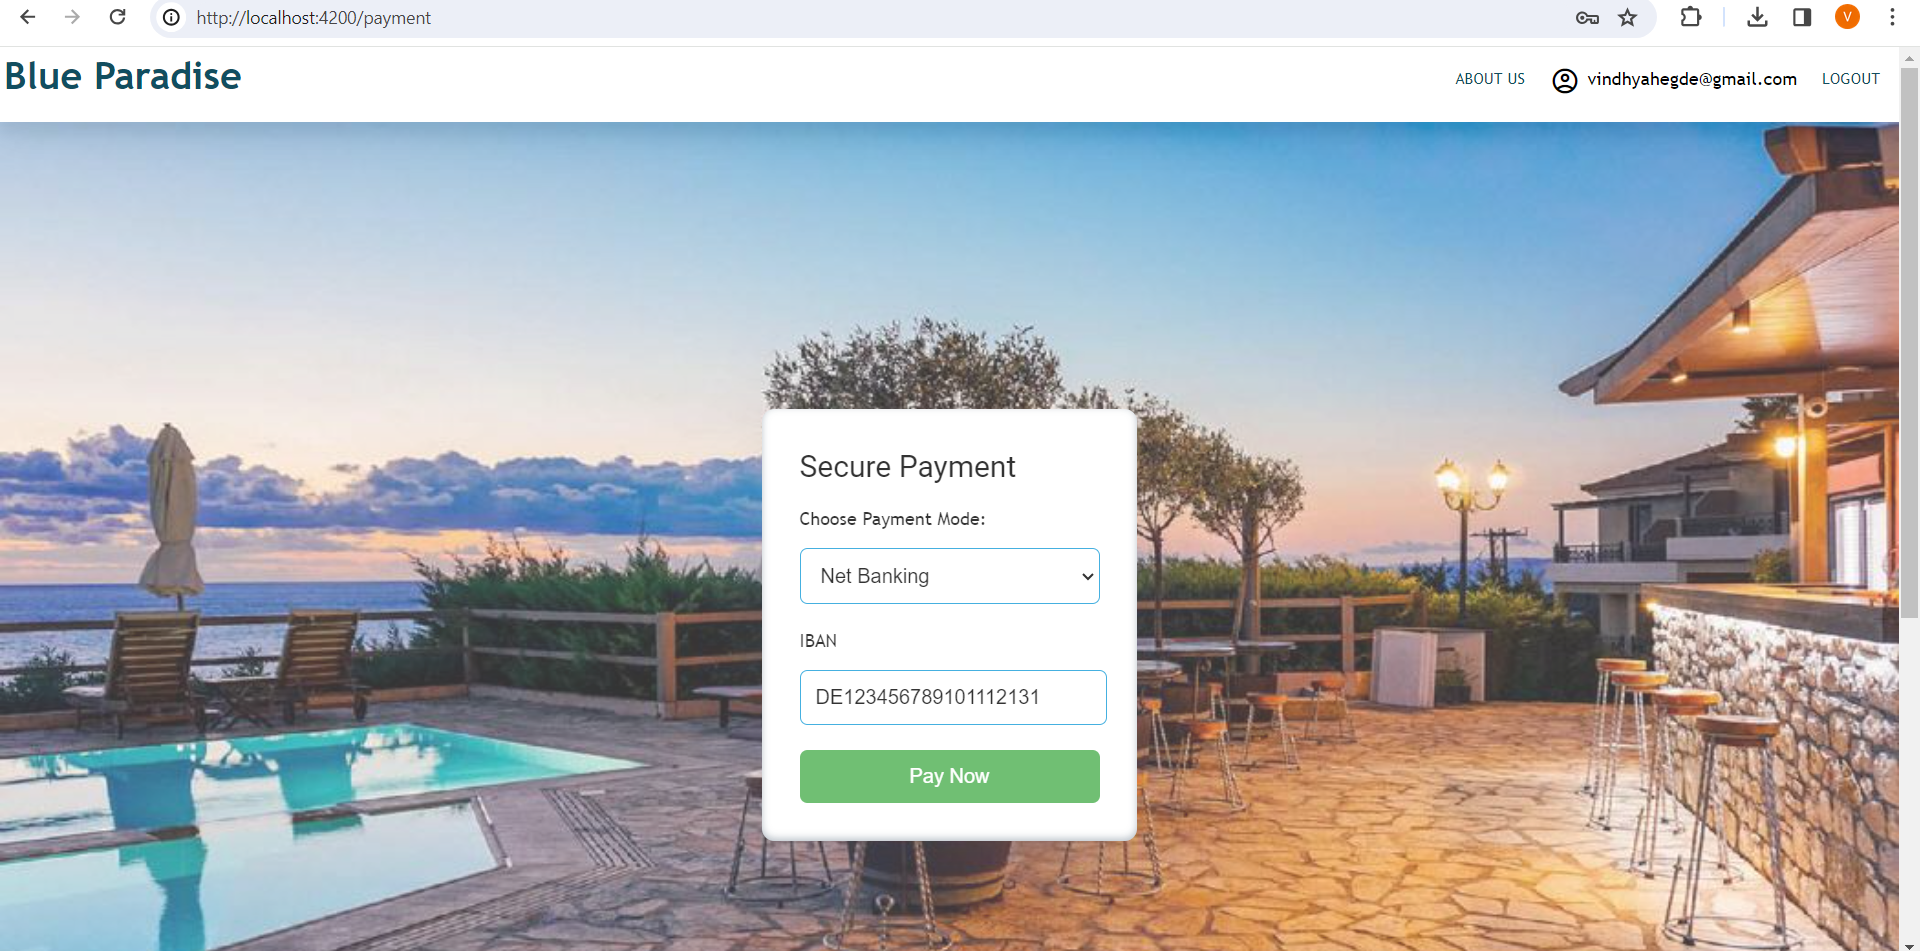 http://localhost:4200/payment
V
Blue Paradise
ABOUT US
vindhyahegde@gmail.com
LOGOUT
Secure Payment
Choose Payment Mode:
Net Banking
IBAN
DE123456789101112131
Pay Now